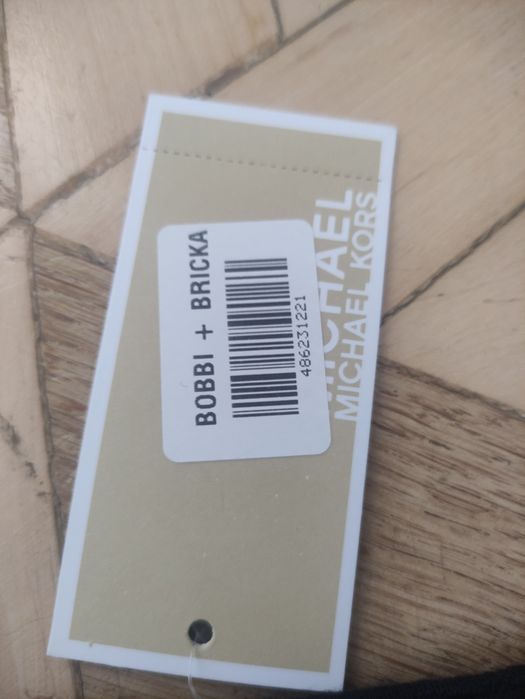 BOBBI + BRICKA
486231221
MICHAEL
MICHAEL KORS